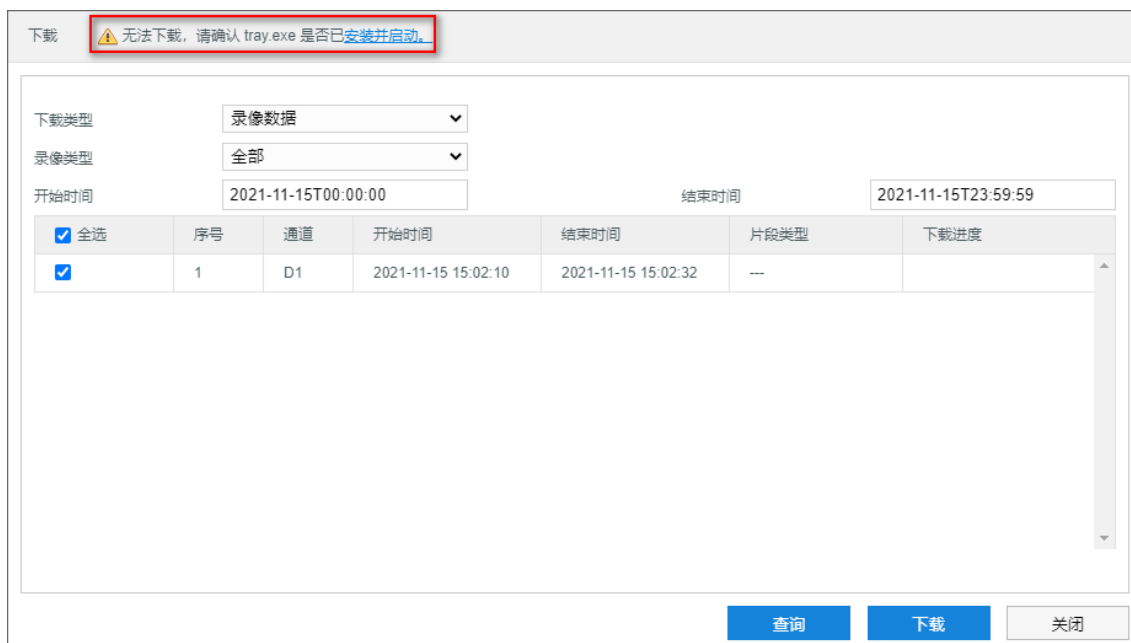 下载 无法下载，请确认 tray.exe 是否已安装并启动。
下载类型 录像数据
录像类型 全部
开始时间 2021-11-15T00:00:00 结束时间 2021-11-15T23:59:59
全选 序号 通道 开始时间 结束时间 片段类型 下载进度
1 D1 2021-11-15 15:02:10 2021-11-15 15:02:32 ---
查询 下载 关闭